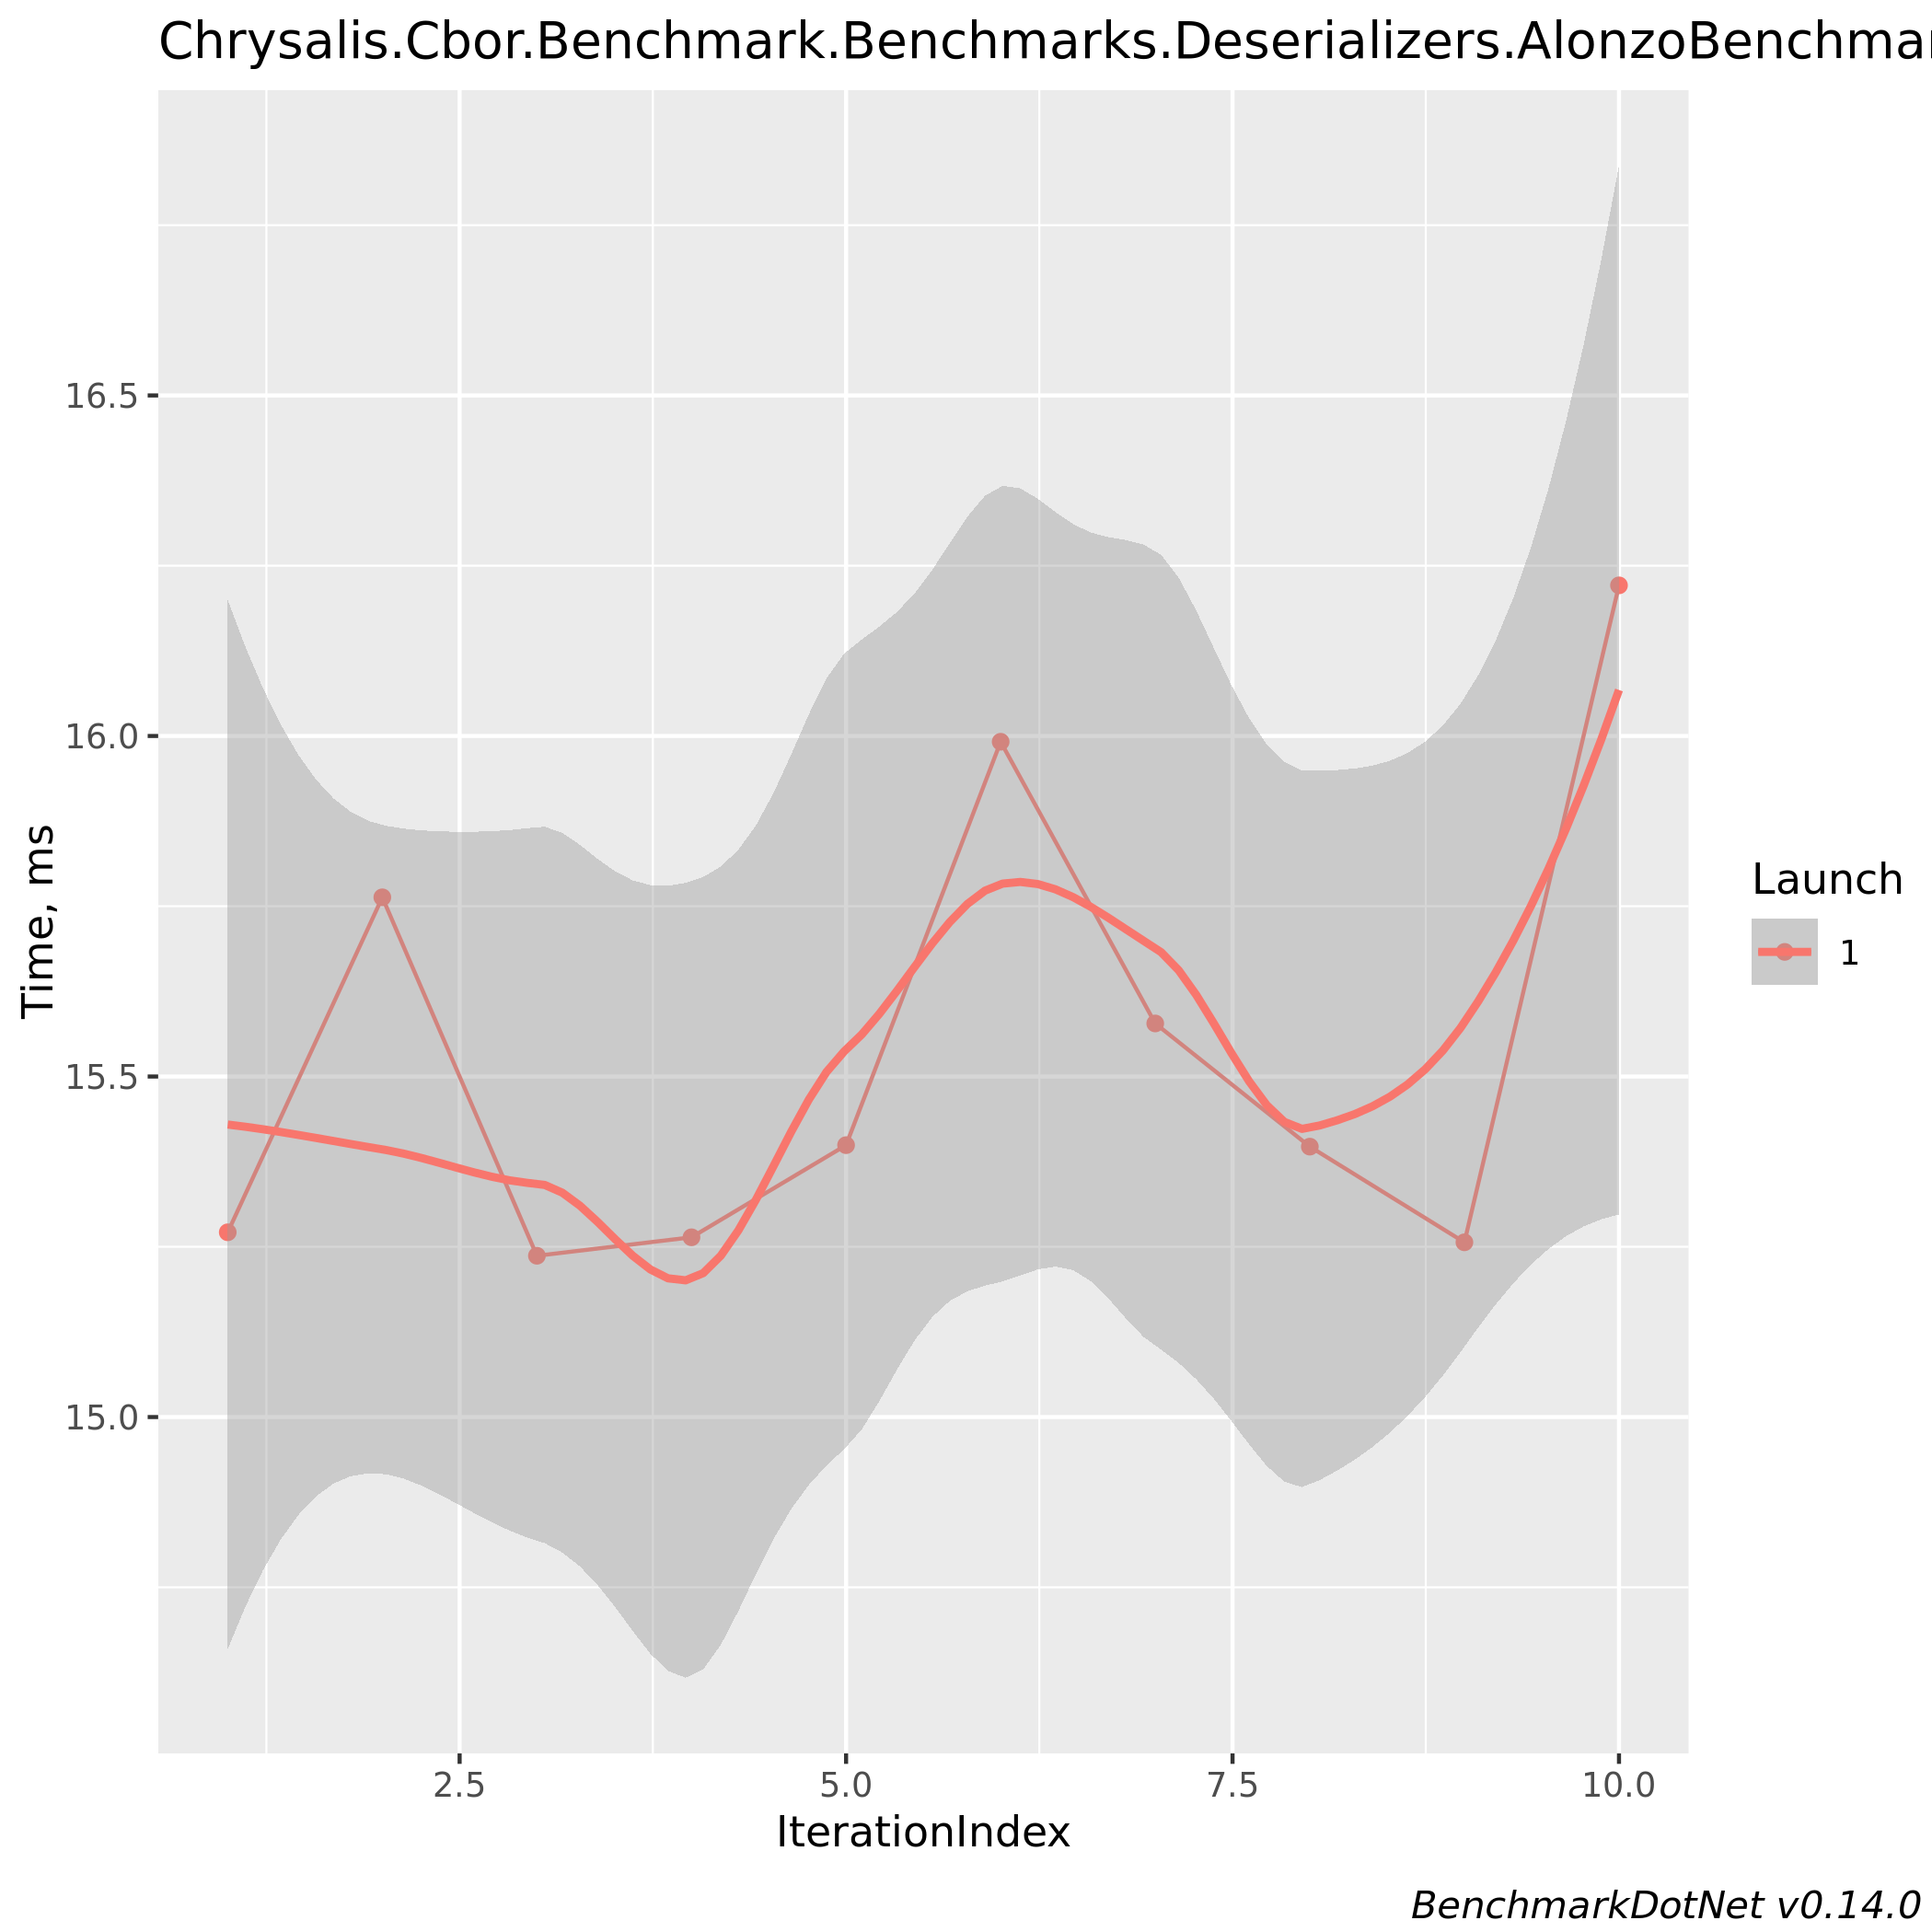 Chrysalis.Cbor.Benchmark.Benchmarks.Deserializers.AlonzoBenchmar
16.5
16.0
15.5
15.0
Time, ms
2.5 5.0 7.5 10.0
IterationIndex
Launch
1
BenchmarkDotNet v0.14.0